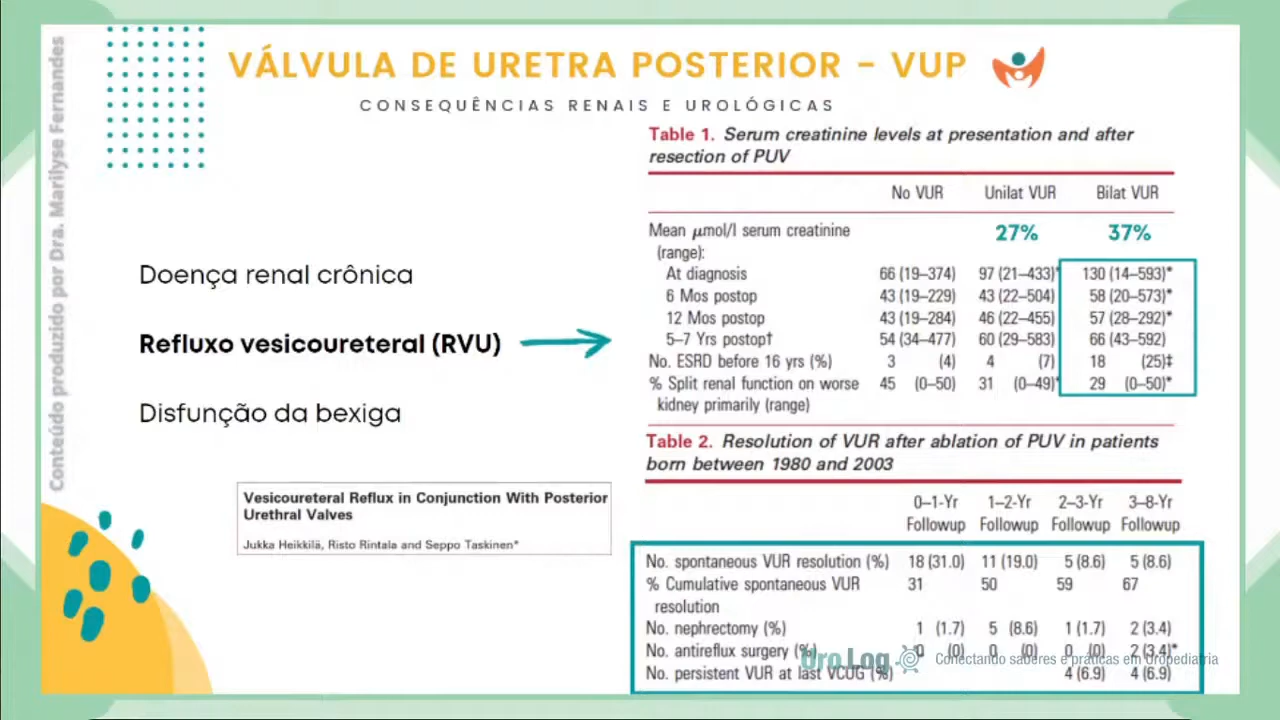 Conteúdo produzido por Dra. Marilyse Fernandes
VÁLVULA DE URETRA POSTERIOR - VUP
CONSEQUÊNCIAS RENAIS E UROLÓGICAS
Doença renal crônica
Refluxo vesicoureteral (RVU)
Disfunção da bexiga
Vesicoureteral Reflux in Conjunction With Posterior
Urethral Valves
Jukka Heikkilä, Risto Rintala and Seppo Taskinen*
Table 1. Serum creatinine levels at presentation and after
resection of PUV
No VUR Unilat VUR Bilat VUR
Mean μmol/l serum creatinine 27% 37%
(range):
At diagnosis 66 (19–374) 97 (21–433)* 130 (14–593)*
6 Mos postop 43 (19–229) 43 (22–504) 58 (20–573)*
12 Mos postop 43 (19–284) 46 (22–455) 57 (28–292)*
5–7 Yrs postop† 54 (34–477) 60 (29–583) 66 (43–592)
No. ESRD before 16 yrs (%) 3 (4) 4 (7) 18 (25)‡
% Split renal function on worse 45 (0–50) 31 (0–49)* 29 (0–50)*
kidney primarily (range)
Table 2. Resolution of VUR after ablation of PUV in patients
born between 1980 and 2003
0–1-Yr 1–2-Yr 2–3-Yr 3–8-Yr
Followup Followup Followup Followup
No. spontaneous VUR resolution (%) 18 (31.0) 11 (19.0) 5 (8.6) 5 (8.6)
% Cumulative spontaneous VUR 31 50 59 67
resolution
No. nephrectomy (%) 1 (1.7) 5 (8.6) 1 (1.7) 2 (3.4)
No. antireflux surgery (%) 0 (0) 0 (0) 0 (0) 2 (3.4)*
Uro Log Conectando saberes e práticas em Uropediatria
No. persistent VUR at last VCUG (%) 4 (6.9) 4 (6.9)